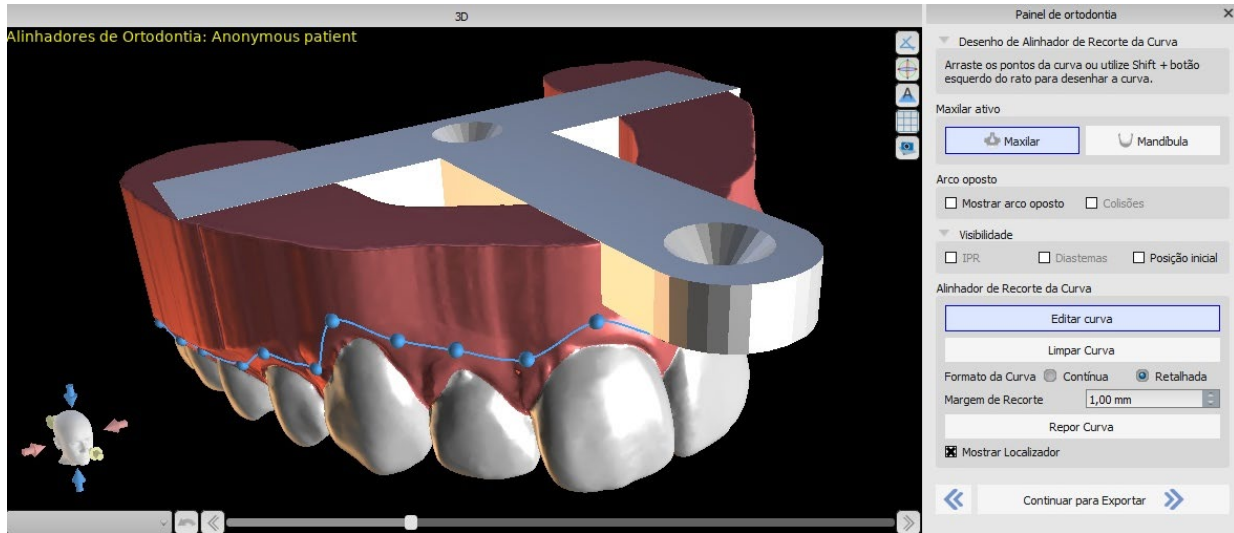 3D
Alinhadores de Ortodontia: Anonymous patient
Painel de ortodontia
Desenho de Alinhador de Recorte da Curva
Arraste os pontos da curva ou utilize Shift + botão
esquerdo do rato para desenhar a curva.
Maxilar ativo
Maxilar Mandíbula
Arco oposto
Mostrar arco oposto Colisões
Visibilidade
IPR Diastemas Posição inicial
Alinhador de Recorte da Curva
Editar curva
Limpar Curva
Formato da Curva Contínua Retalhada
Margem de Recorte 1,00 mm
Repor Curva
Mostrar Localizador
Continuar para Exportar